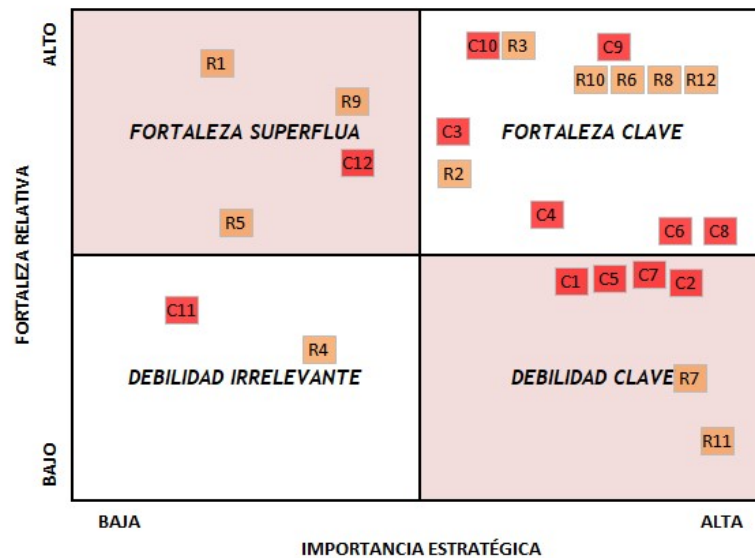 ALTO
C10 R3 C9
R1
R10 R6 R8 R12
R9
FORTALEZA SUPERFLUA
FORTALEZA CLAVE
C3
C12
R2
C4
R5
C6 C8
FORTALEZA RELATIVA
C1 C5 C7 C2
C11
R4
DEBILIDAD IRRELEVANTE
DEBILIDAD CLAVE
R7
R11
BAJO
BAJA
ALTA
IMPORTANCIA ESTRATÉGICA